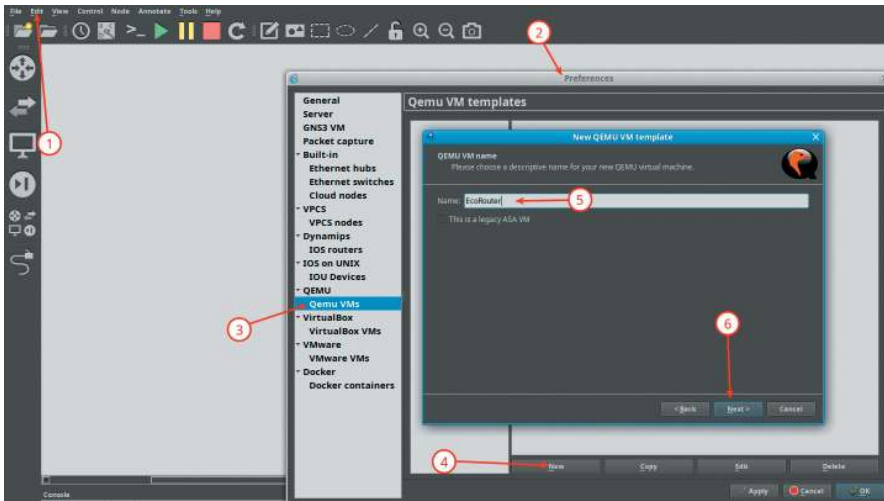 File Edit View Control Node Annotate Tools Help
2
Preferences
1
General
Server
GNS3 VM
Packet capture
Built-in
Ethernet hubs
Ethernet switches
Cloud nodes
VPCS
VPCS nodes
Dynamips
IOS routers
IOS on UNIX
IOU Devices
QEMU
Qemu VMs
VirtualBox
VirtualBox VMs
VMware
VMware VMs
Docker
Docker containers
3
Qemu VM templates
New QEMU VM template
X
QEMU VM name
Please choose a descriptive name for your new QEMU virtual machine.
Name: EcoRouter
5
This is a legacy ASA VM
6
< Back Next > Cancel
4
New Copy Edit Delete
Apply Cancel OK
Console